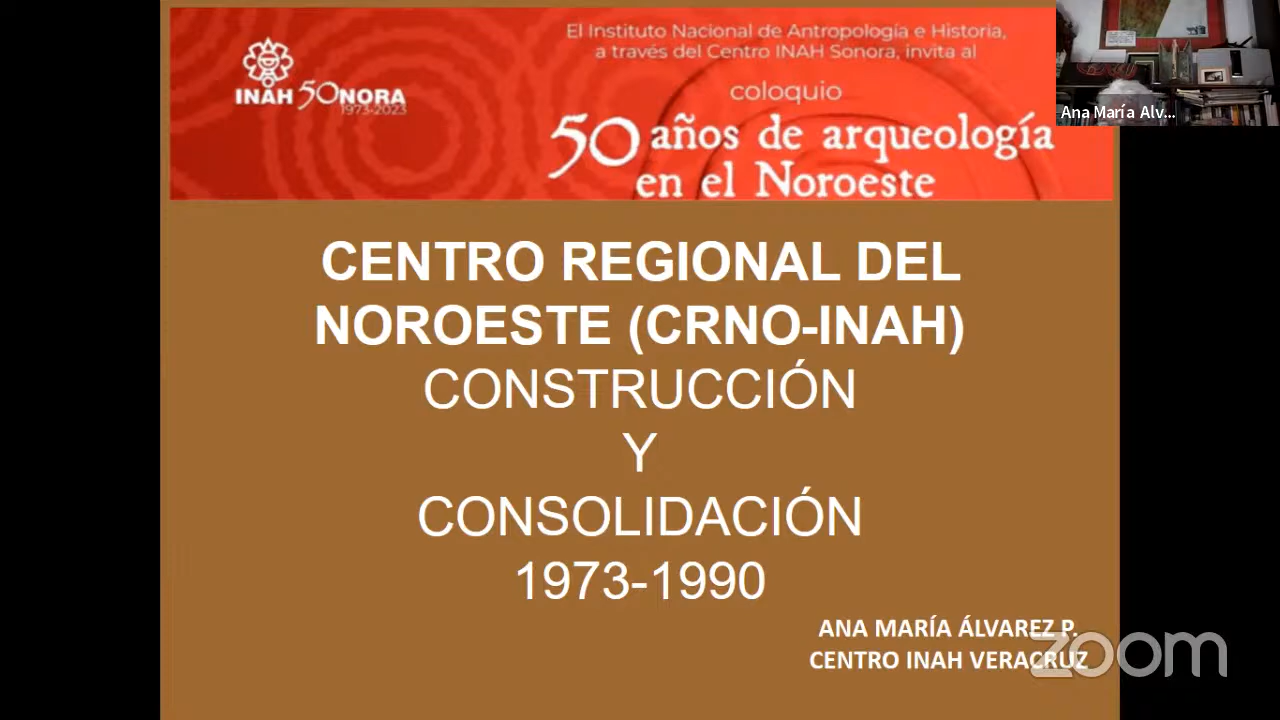 El Instituto Nacional de Antropología e Historia,
a través del Centro INAH Sonora, invita al
coloquio
50 años de arqueología
en el Noroeste
INAH 50NORA
1973-2023
Ana María Alv...
CENTRO REGIONAL DEL
NOROESTE (CRNO-INAH)
CONSTRUCCIÓN
Y
CONSOLIDACIÓN
1973-1990
ANA MARÍA ÁLVAREZ P.
CENTRO INAH VERACRUZ
zoom